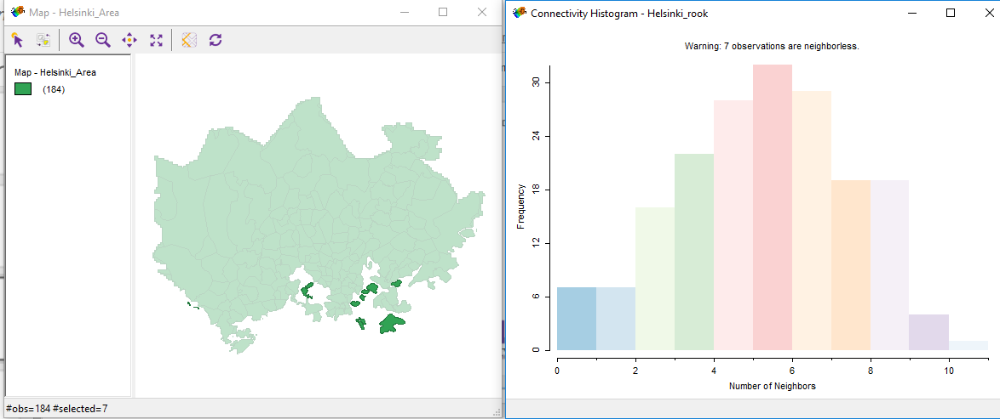 Map - Helsinki_Area
Map - Helsinki_Area
(184)
#obs=184 #selected=7
Connectivity Histogram - Helsinki_rook
Warning: 7 observations are neighborless.
Frequency
30
24
18
12
6
0
0 2 4 6 8 10
Number of Neighbors